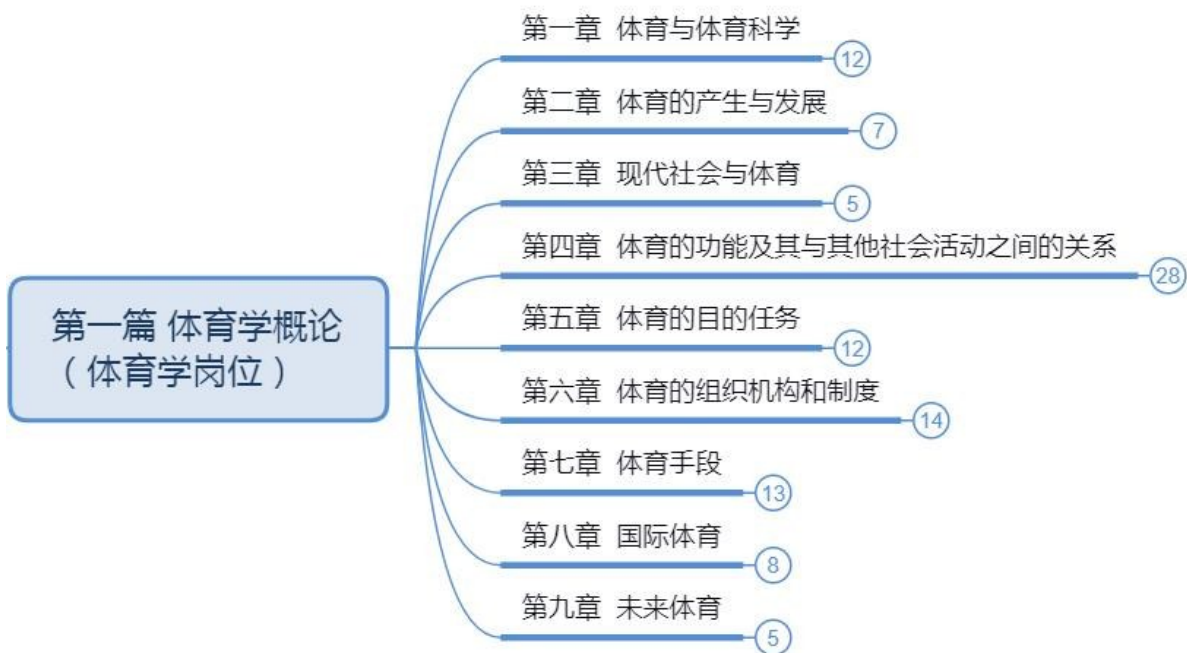 第一篇 体育学概论
（体育学岗位）
第一章 体育与体育科学
12
第二章 体育的产生与发展
7
第三章 现代社会与体育
5
第四章 体育的功能及其与其他社会活动之间的关系
28
第五章 体育的目的任务
12
第六章 体育的组织机构和制度
14
第七章 体育手段
13
第八章 国际体育
8
第九章 未来体育
5